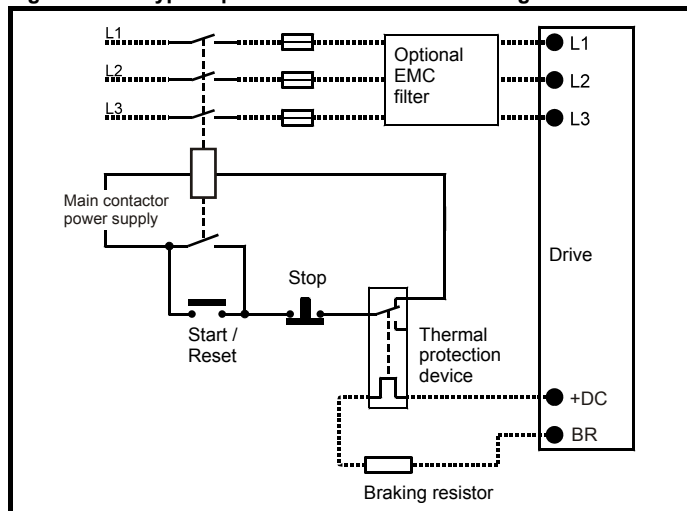 L1
L2
L3
Optional
EMC
filter
L1
L2
L3
Main contactor
power supply
Drive
Stop
Start /
Reset
Thermal
protection
device
+DC
BR
Braking resistor